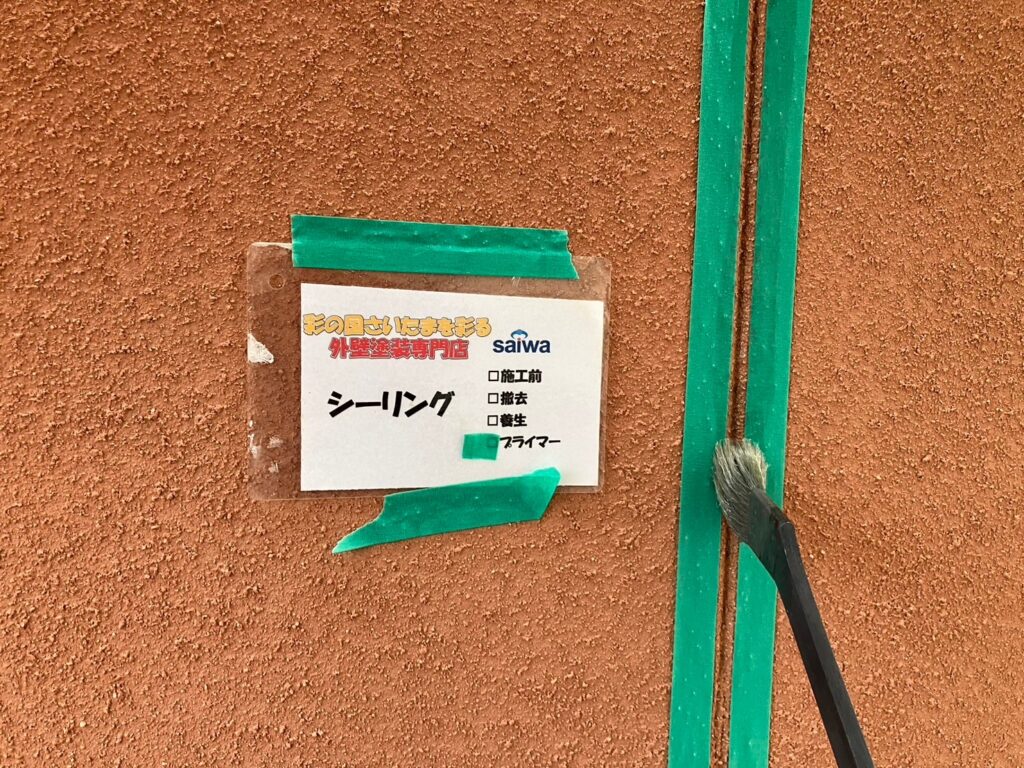 彩の国さいたまを彩る
外壁塗装専門店
saiwa
シーリング
□施工前
□撤去
□養生
プライマー